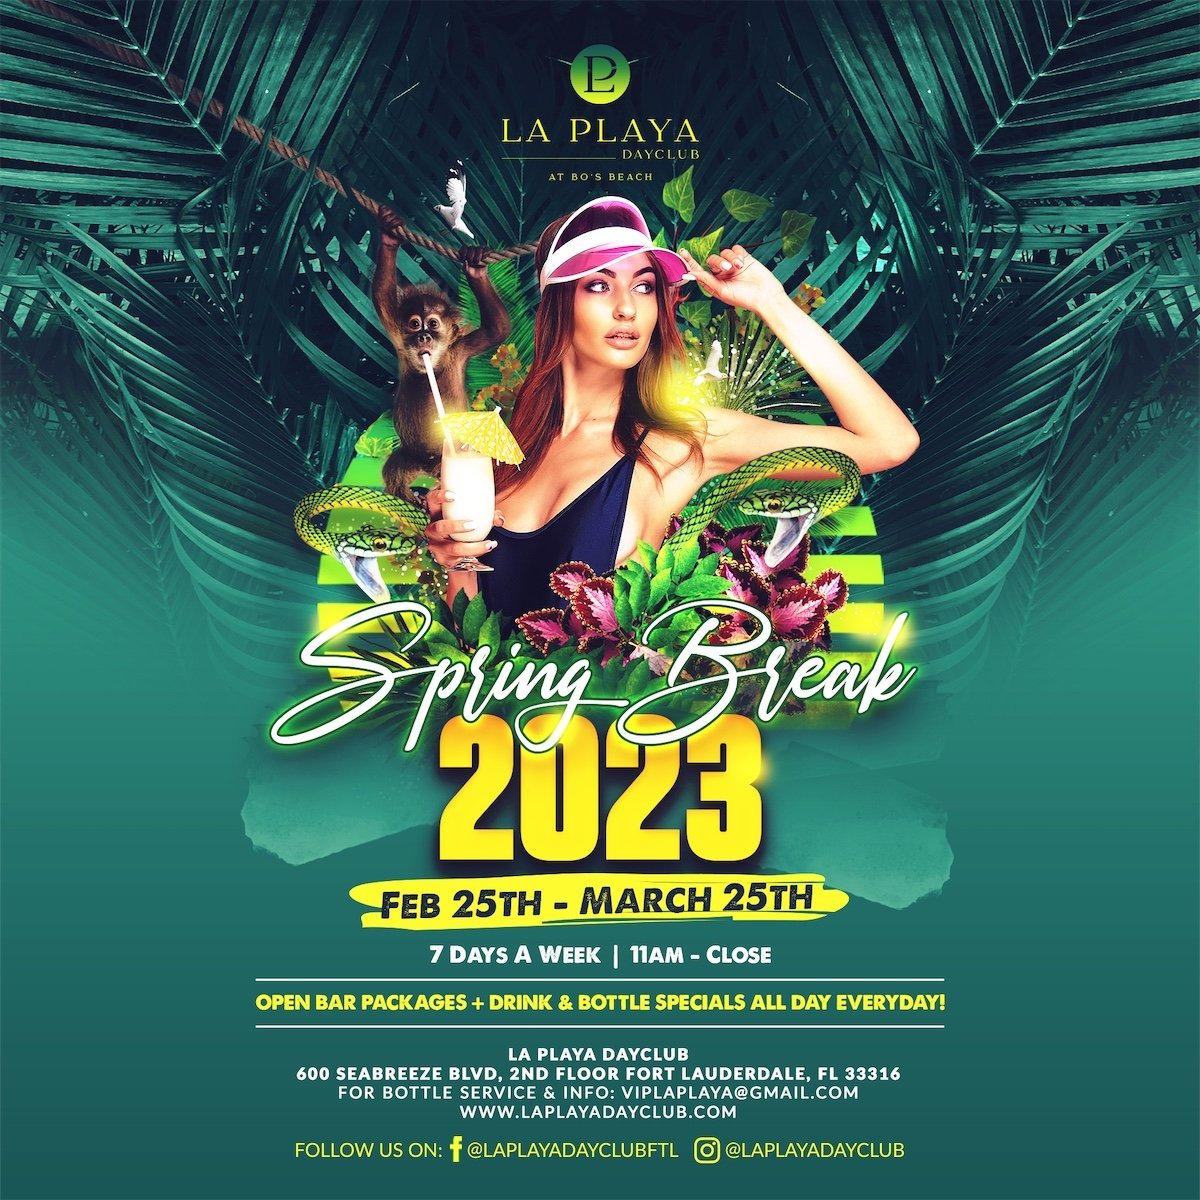 PL
LA PLAYA
DAYCLUB
AT BO'S BEACH
Spring Break
2023
FEB 25TH - MARCH 25TH
7 DAYS A WEEK | 11AM - CLOSE
OPEN BAR PACKAGES + DRINK & BOTTLE SPECIALS ALL DAY EVERYDAY!
LA PLAYA DAYCLUB
600 SEABREEZE BLVD, 2ND FLOOR FORT LAUDERDALE, FL 33316
FOR BOTTLE SERVICE & INFO: VIPLAPLAYA@GMAIL.COM
WWW.LAPLAYADAYCLUB.COM
FOLLOW US ON: f @LAPLAYADAYCLUBFTL @LAPLAYADAYCLUB